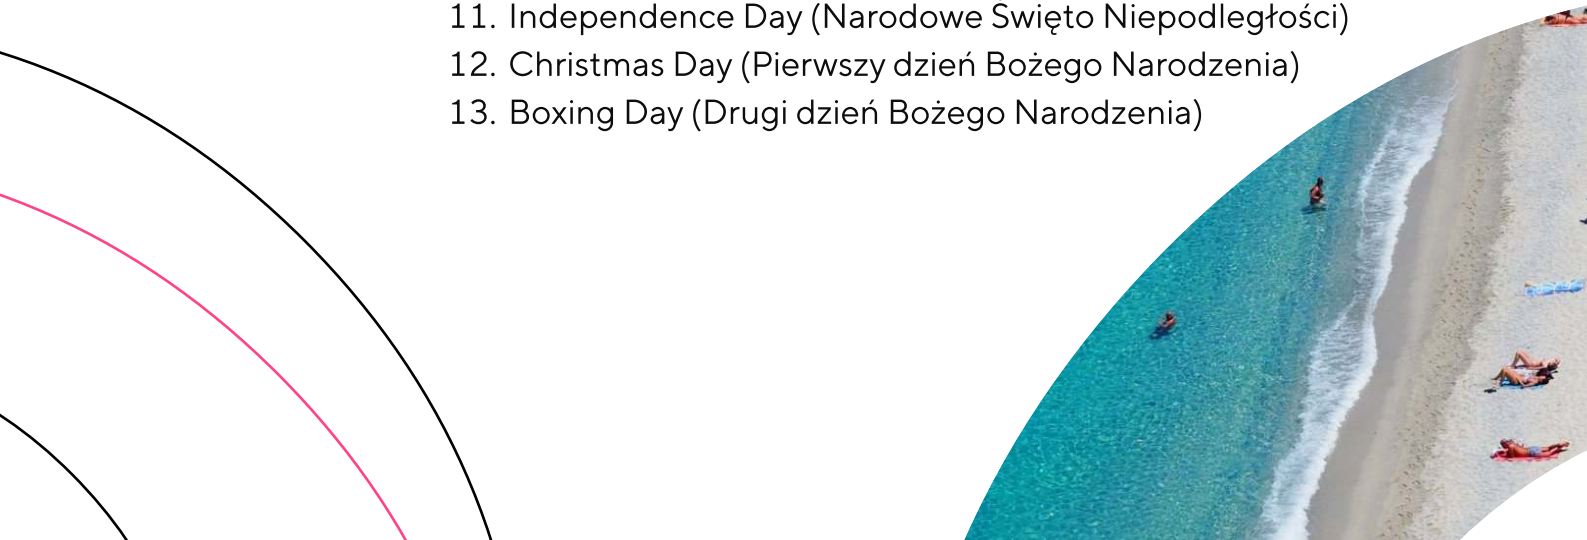 11. Independence Day (Narodowe Święto Niepodległości)
12. Christmas Day (Pierwszy dzień Bożego Narodzenia)
13. Boxing Day (Drugi dzień Bożego Narodzenia)